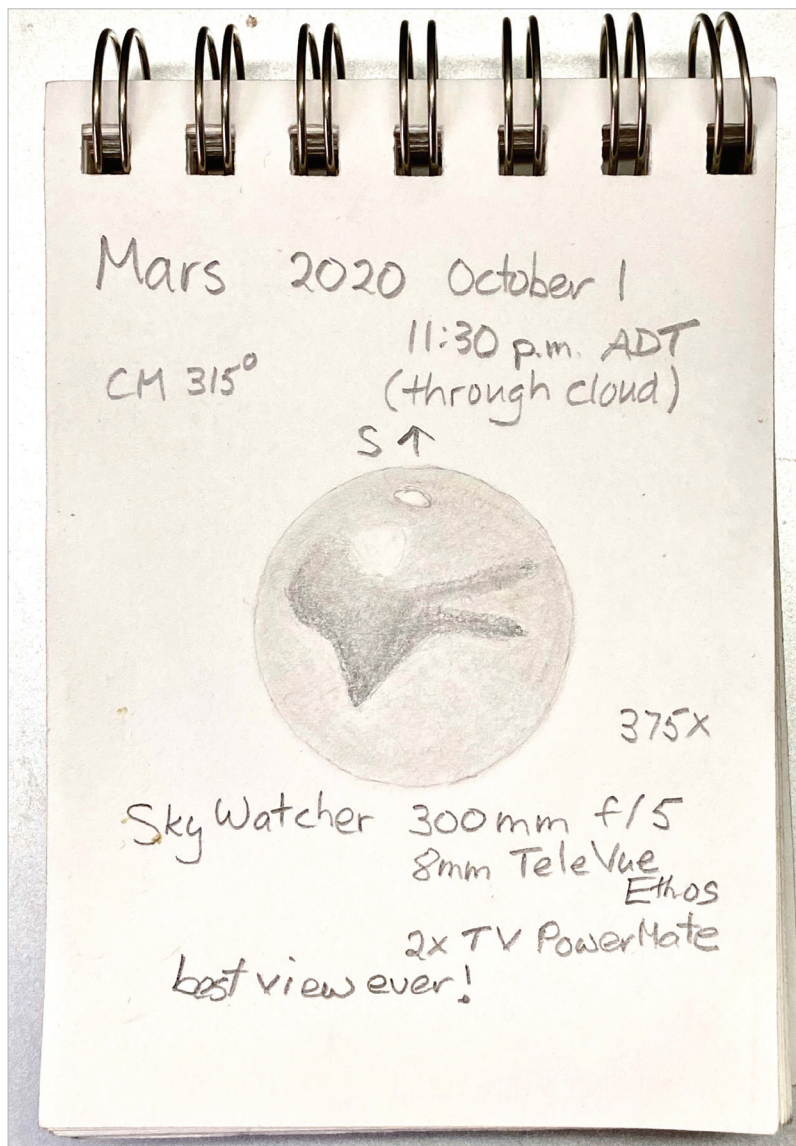 Mars 2020 October 1
11:30 p.m. ADT
CM 315°
(through cloud)
S ↑
375x
SkyWatcher 300mm f/5
8mm TeleVue
Ethos
2x TV PowerMate
best view ever!